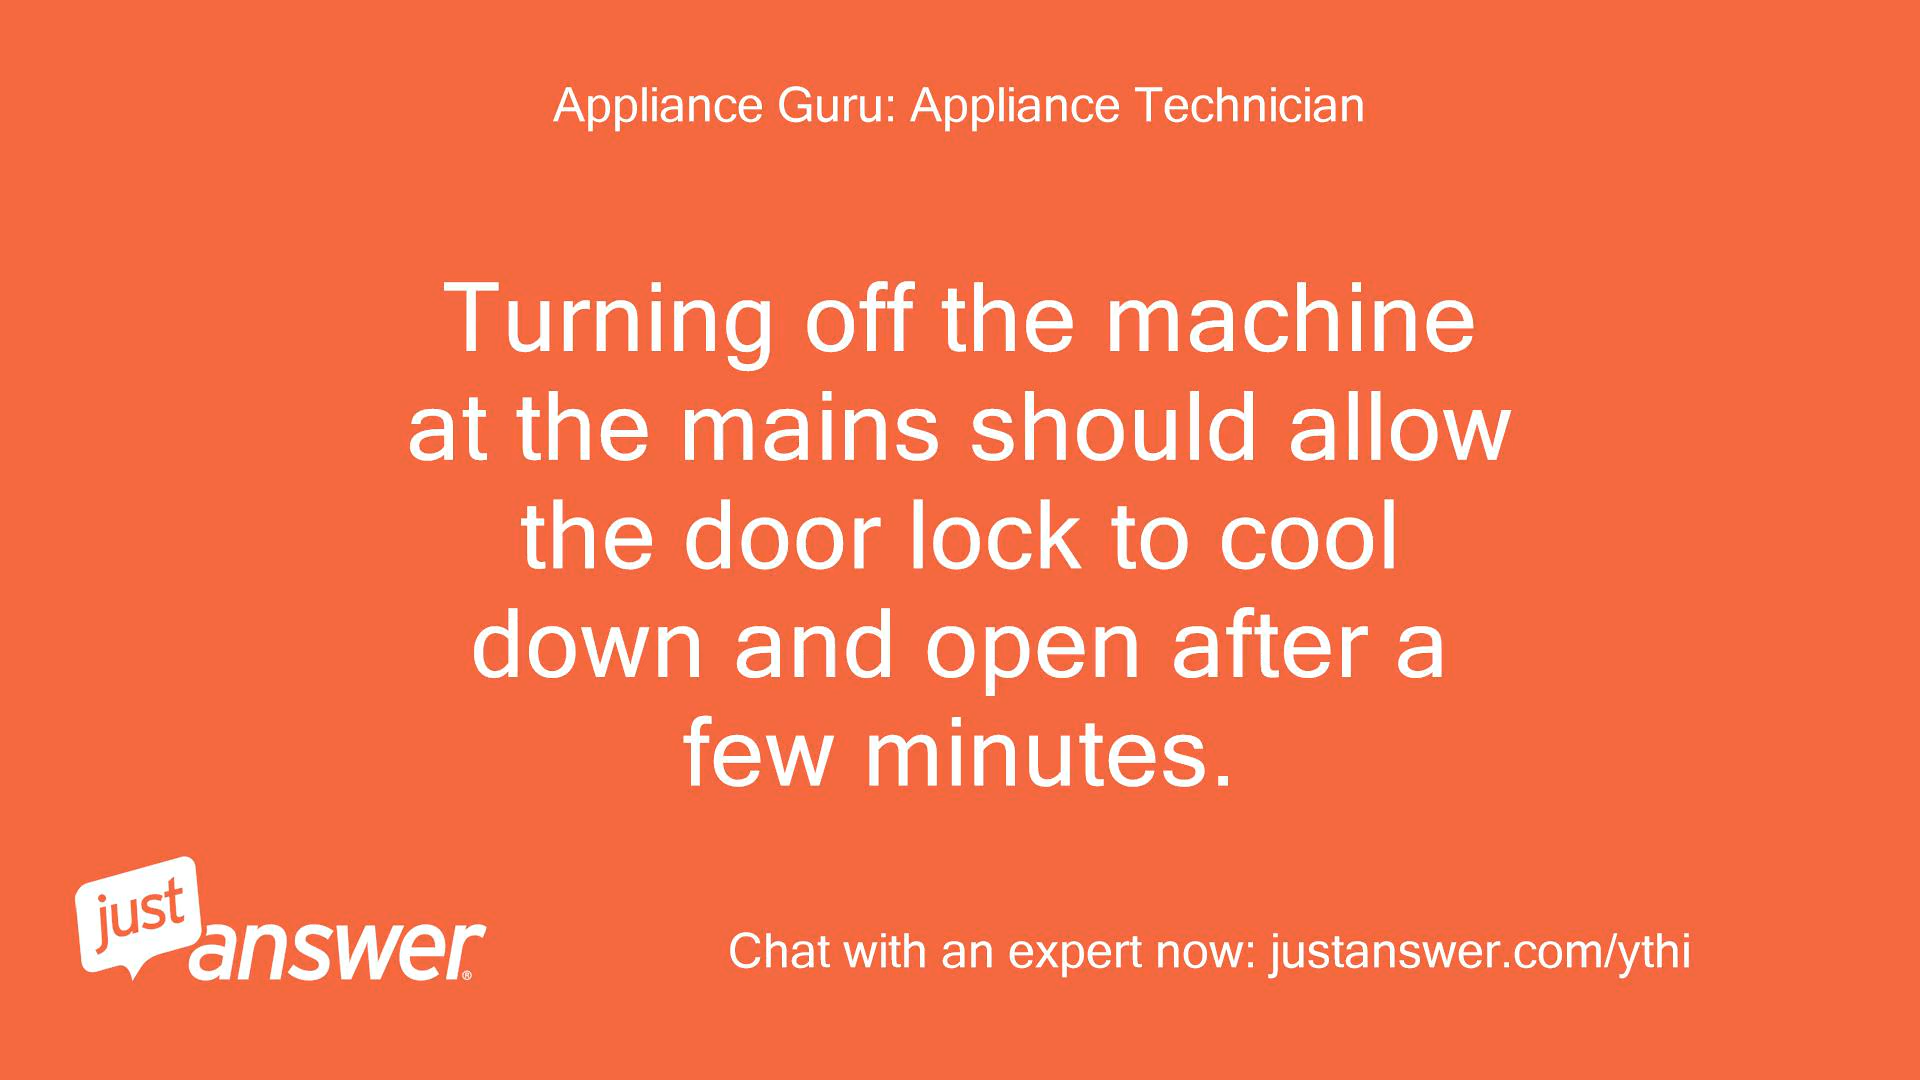 Appliance Guru: Appliance Technician
Turning off the machine
at the mains should allow
the door lock to cool
down and open after a
few minutes.
just
answer®
Chat with an expert now: justanswer.com/ythi